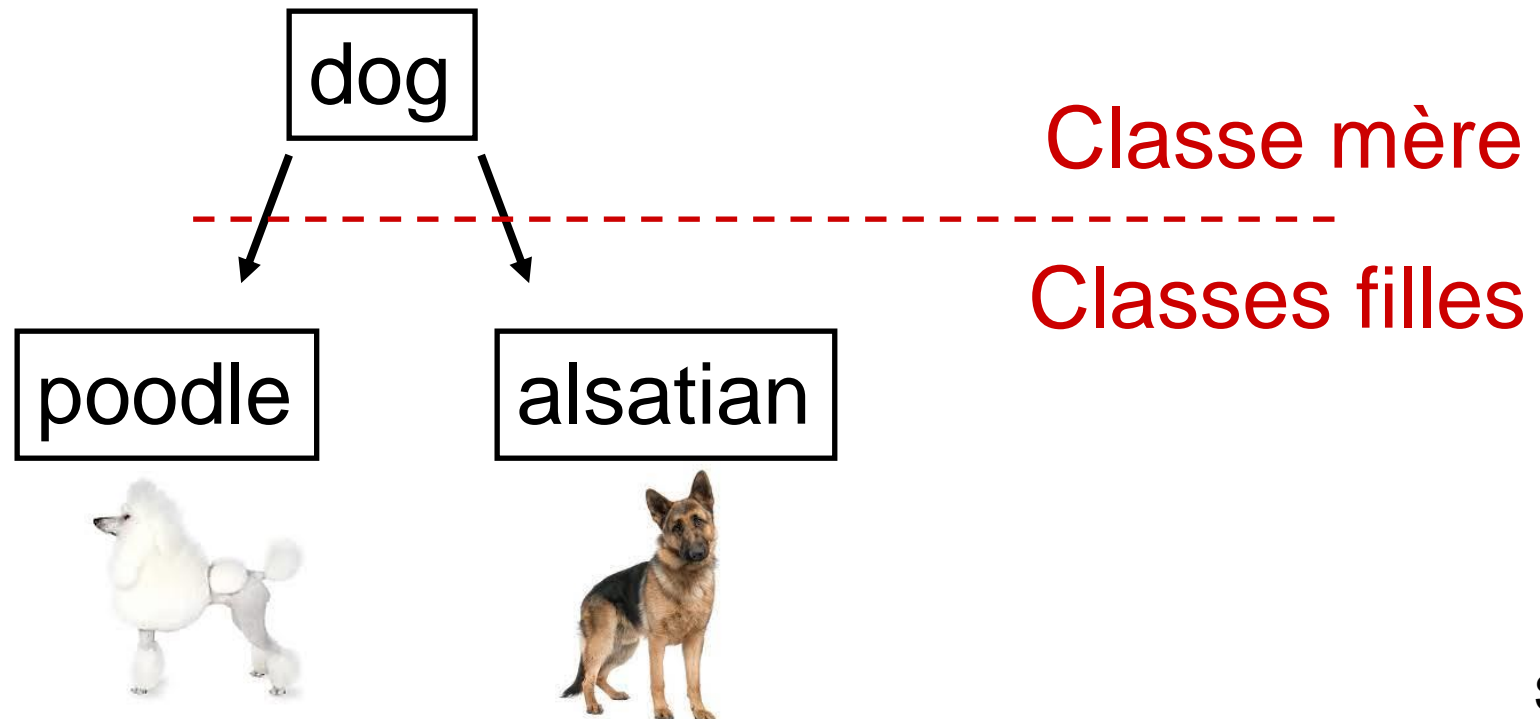 dog
Classe mère
Classes filles
poodle
alsatian